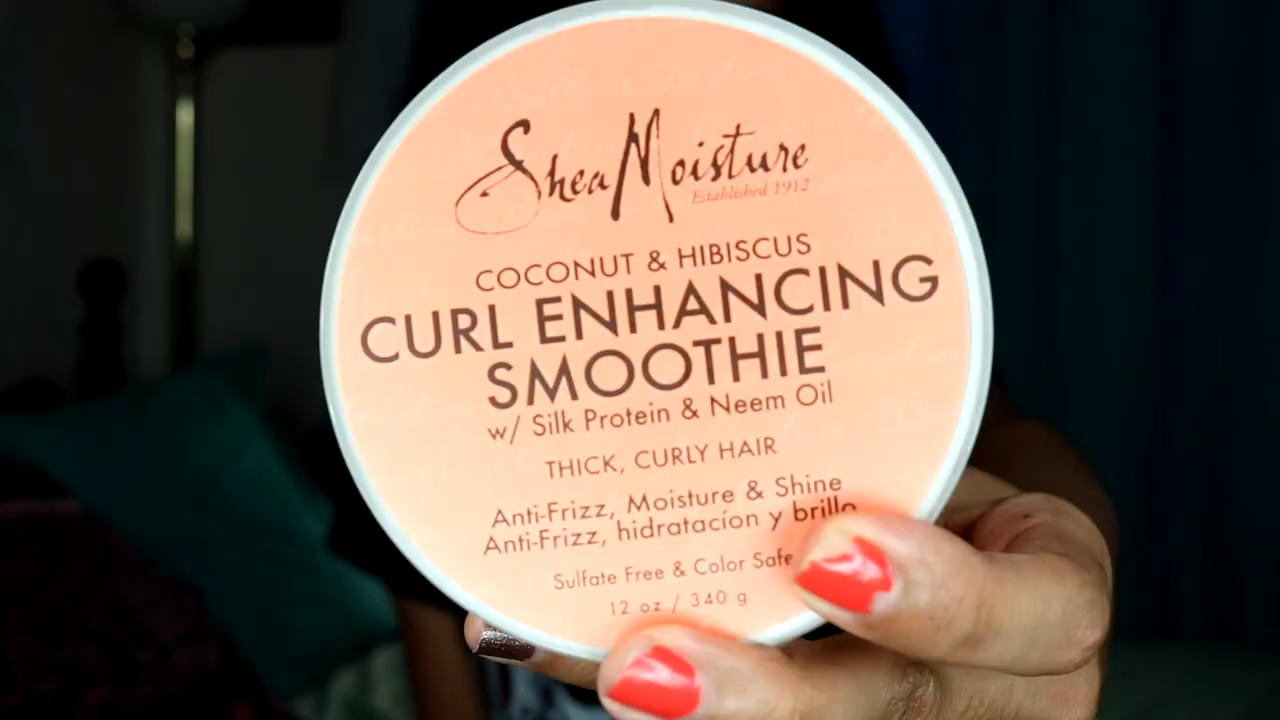 SheaMoisture
Established 1912
COCONUT & HIBISCUS
CURL ENHANCING
SMOOTHIE
w/ Silk Protein & Neem Oil
THICK, CURLY HAIR
Anti-Frizz, Moisture & Shine
Anti-Frizz, hidratacíon y brillo
Sulfate Free & Color Safe
12 oz / 340 g